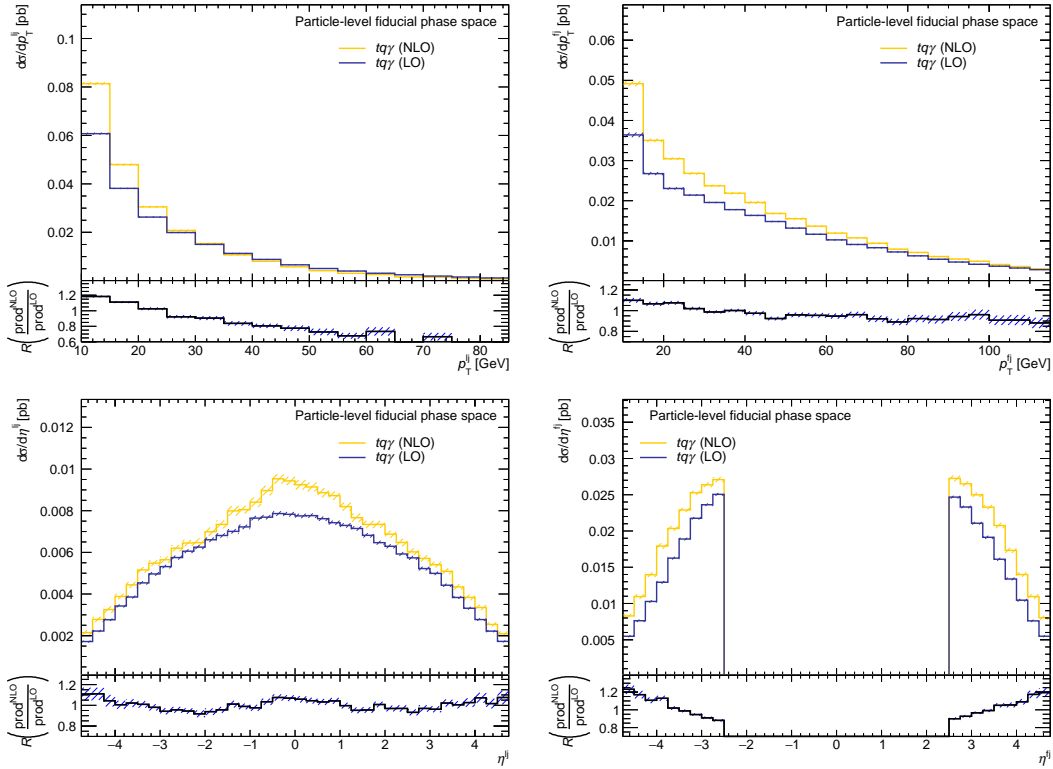 dσ/dp_T^lj [pb]
Particle-level fiducial phase space
tqγ (NLO)
tqγ (LO)
0.1
0.08
0.06
0.04
0.02
R(prod^NLO/prod^LO)
1.2
1
0.8
0.6
10 20 30 40 50 60 70 80
p_T^lj [GeV]
dσ/dp_T^fj [pb]
Particle-level fiducial phase space
tqγ (NLO)
tqγ (LO)
0.06
0.05
0.04
0.03
0.02
0.01
R(prod^NLO/prod^LO)
1.2
1
0.8
20 40 60 80 100
p_T^fj [GeV]
dσ/dη^lj [pb]
Particle-level fiducial phase space
tqγ (NLO)
tqγ (LO)
0.012
0.01
0.008
0.006
0.004
0.002
R(prod^NLO/prod^LO)
1.2
1
0.8
−4 −3 −2 −1 0 1 2 3 4
η^lj
dσ/dη^fj [pb]
Particle-level fiducial phase space
tqγ (NLO)
tqγ (LO)
0.035
0.03
0.025
0.02
0.015
0.01
0.005
R(prod^NLO/prod^LO)
1.2
1
0.8
−4 −3 −2 −1 0 1 2 3 4
η^fj